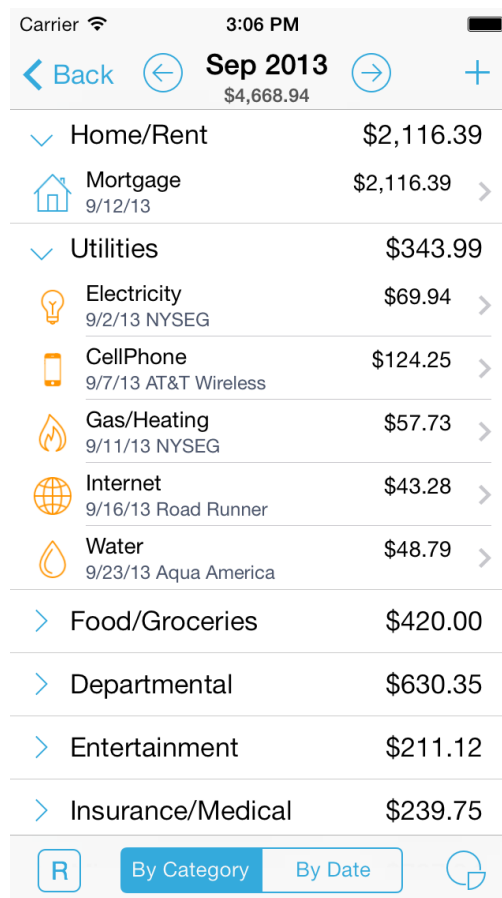 Carrier 3:06 PM
Back Sep 2013
$4,668.94
Home/Rent $2,116.39
Mortgage $2,116.39
9/12/13
Utilities $343.99
Electricity $69.94
9/2/13 NYSEG
CellPhone $124.25
9/7/13 AT&T Wireless
Gas/Heating $57.73
9/11/13 NYSEG
Internet $43.28
9/16/13 Road Runner
Water $48.79
9/23/13 Aqua America
Food/Groceries $420.00
Departmental $630.35
Entertainment $211.12
Insurance/Medical $239.75
R By Category By Date